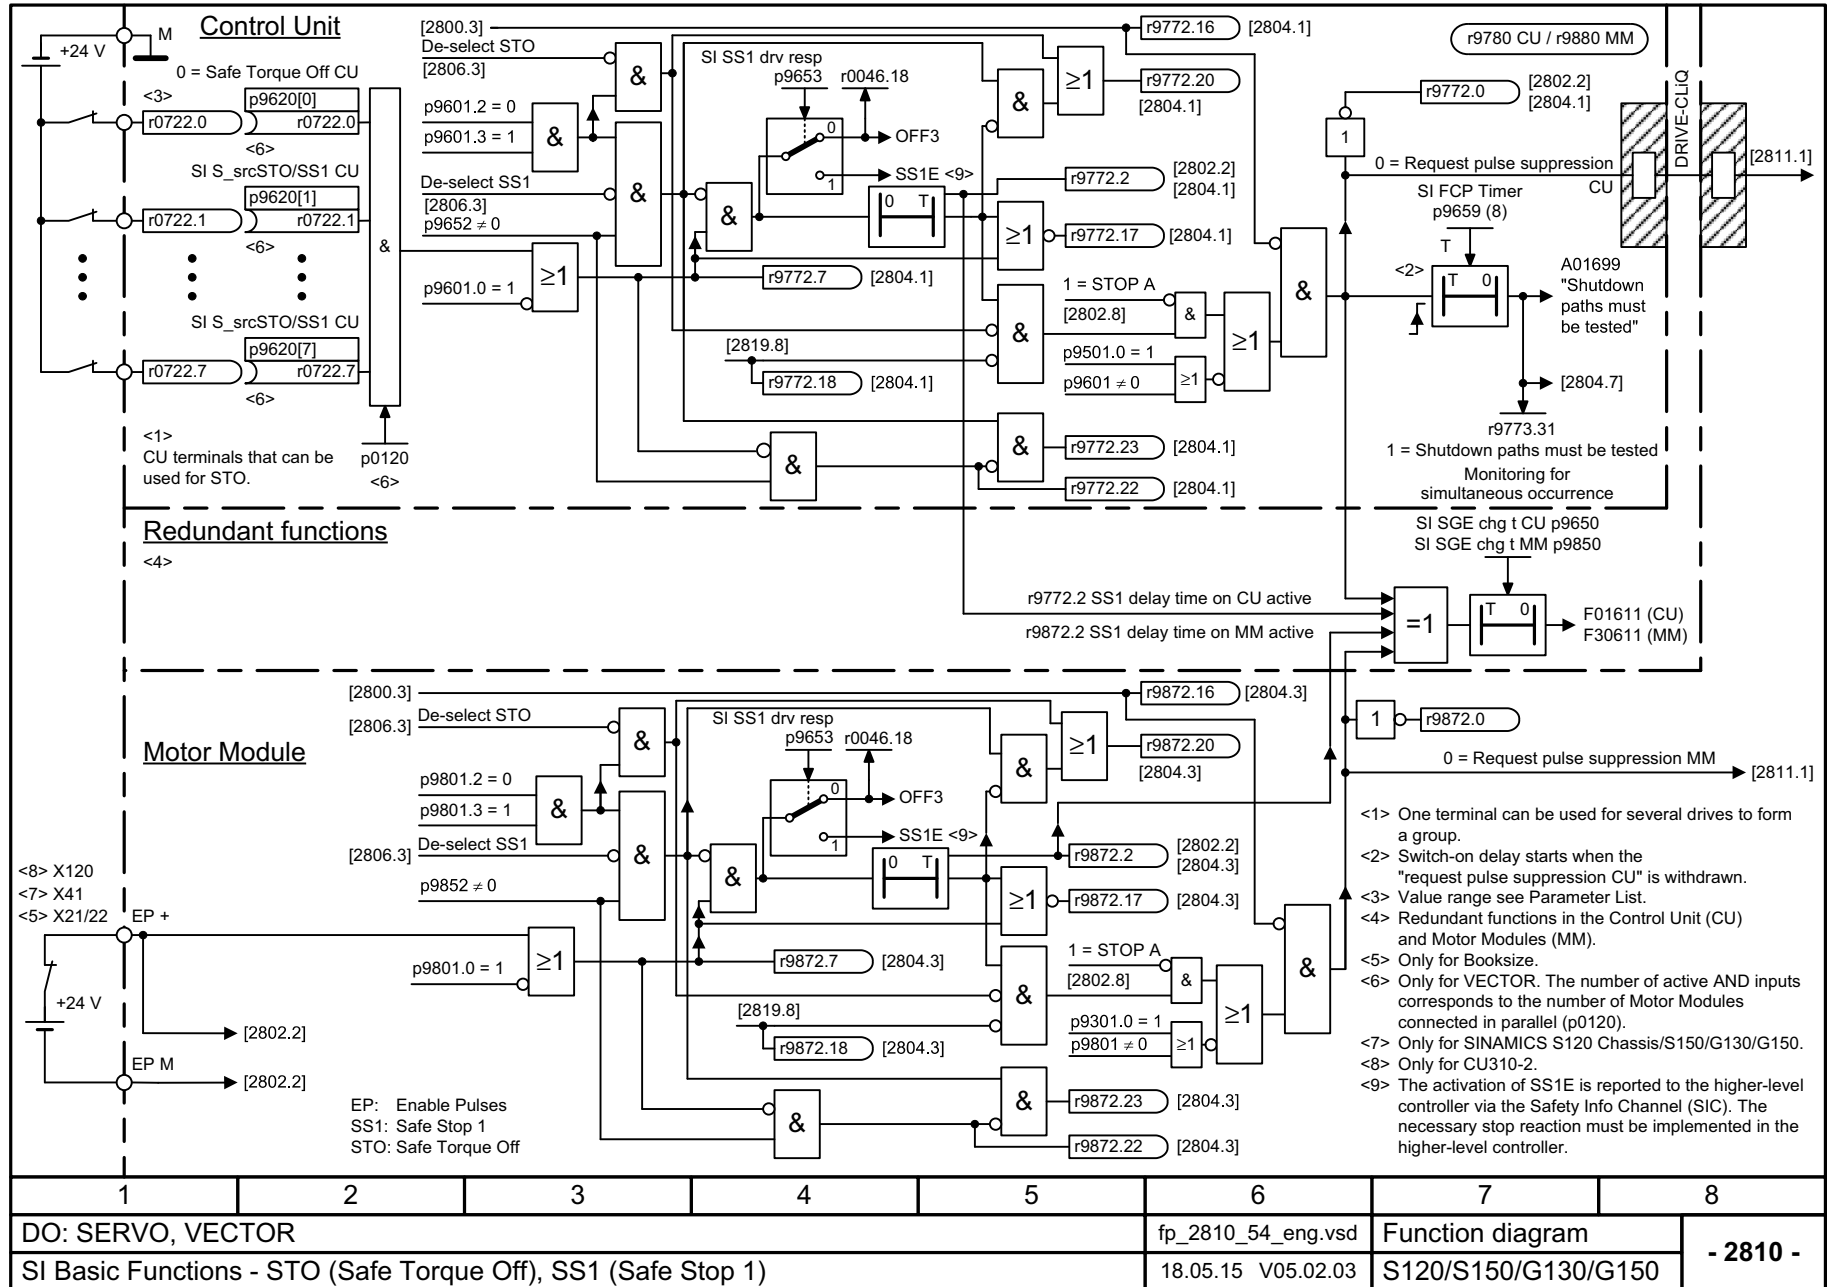 Control Unit
M
+24 V
0 = Safe Torque Off CU
<3>
p9620[0]
r0722.0
r0722.0
<6>
SI S_srcSTO/SS1 CU
p9620[1]
r0722.1
r0722.1
<6>
SI S_srcSTO/SS1 CU
p9620[7]
r0722.7
r0722.7
<6>
&
p0120
<6>
<1>
CU terminals that can be
used for STO.
[2800.3]
De-select STO
[2806.3]
p9601.2 = 0
p9601.3 = 1
De-select SS1
[2806.3]
p9652 ≠ 0
p9601.0 = 1
&
&
&
≥1
SI SS1 drv resp
p9653
r0046.18
0
1
OFF3
SS1E <9>
&
0 T
r9772.7
[2804.1]
[2819.8]
r9772.18
[2804.1]
&
&
≥1
≥1
&
&
r9772.16
[2804.1]
r9772.20
[2804.1]
r9772.2
[2802.2]
[2804.1]
r9772.17
[2804.1]
1 = STOP A
[2802.8]
p9501.0 = 1
p9601 ≠ 0
&
≥1
≥1
&
r9772.23
[2804.1]
r9772.22
[2804.1]
r9780 CU / r9880 MM
r9772.0
[2802.2]
[2804.1]
1
0 = Request pulse suppression
CU
DRIVE-CLiQ
[2811.1]
SI FCP Timer
p9659 (8)
T
<2>
T 0
A01699
"Shutdown
paths must
be tested"
[2804.7]
r9773.31
1 = Shutdown paths must be tested
Monitoring for
simultaneous occurrence
Redundant functions
<4>
SI SGE chg t CU p9650
SI SGE chg t MM p9850
r9772.2 SS1 delay time on CU active
r9872.2 SS1 delay time on MM active
=1
T 0
F01611 (CU)
F30611 (MM)
Motor Module
[2800.3]
[2806.3]
De-select STO
p9801.2 = 0
p9801.3 = 1
[2806.3]
De-select SS1
p9852 ≠ 0
p9801.0 = 1
&
&
&
≥1
SI SS1 drv resp
p9653
r0046.18
0
1
OFF3
SS1E <9>
&
0 T
r9872.7
[2804.3]
[2819.8]
r9872.18
[2804.3]
&
&
≥1
≥1
&
&
r9872.16
[2804.3]
r9872.20
[2804.3]
r9872.2
[2802.2]
[2804.3]
r9872.17
[2804.3]
1 = STOP A
[2802.8]
p9301.0 = 1
p9801 ≠ 0
&
≥1
≥1
&
r9872.23
[2804.3]
r9872.22
[2804.3]
1
r9872.0
0 = Request pulse suppression MM
[2811.1]
<8> X120
<7> X41
<5> X21/22
EP +
+24 V
[2802.2]
EP M
[2802.2]
EP: Enable Pulses
SS1: Safe Stop 1
STO: Safe Torque Off
<1> One terminal can be used for several drives to form
a group.
<2> Switch-on delay starts when the
"request pulse suppression CU" is withdrawn.
<3> Value range see Parameter List.
<4> Redundant functions in the Control Unit (CU)
and Motor Modules (MM).
<5> Only for Booksize.
<6> Only for VECTOR. The number of active AND inputs
corresponds to the number of Motor Modules
connected in parallel (p0120).
<7> Only for SINAMICS S120 Chassis/S150/G130/G150.
<8> Only for CU310-2.
<9> The activation of SS1E is reported to the higher-level
controller via the Safety Info Channel (SIC). The
necessary stop reaction must be implemented in the
higher-level controller.
1 2 3 4 5 6 7 8
DO: SERVO, VECTOR
fp_2810_54_eng.vsd
Function diagram
- 2810 -
SI Basic Functions - STO (Safe Torque Off), SS1 (Safe Stop 1)
18.05.15 V05.02.03
S120/S150/G130/G150